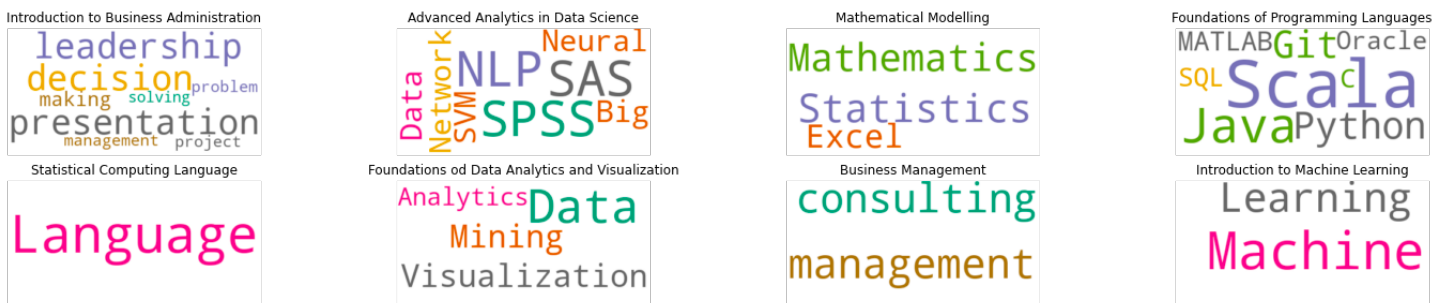 Introduction to Business Administration
leadership
decision
problem
making solving
presentation
management project
Advanced Analytics in Data Science
Neural
Network
NLP
SAS
Data
SVM
SPSS
Big
Mathematical Modelling
Mathematics
Statistics
Excel
Foundations of Programming Languages
MATLAB Git Oracle
SQL Scala C
Java Python
Statistical Computing Language
Language
Foundations od Data Analytics and Visualization
Analytics Data
Mining
Visualization
Business Management
consulting
management
Introduction to Machine Learning
Learning
Machine